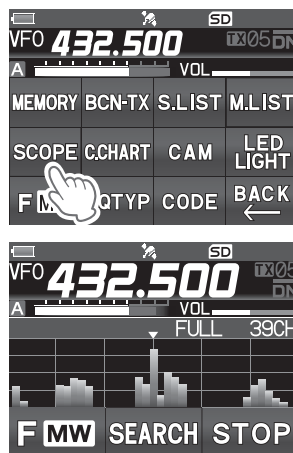 SD
VFO 432.500 TX05 DN
A VOL
MEMORY BCN-TX S.LIST M.LIST
SCOPE C.CHART CAM LED LIGHT
F QTYP CODE BACK
SD
VFO 432.500 TX05 DN
A VOL
FULL 39CH
F MW SEARCH STOP